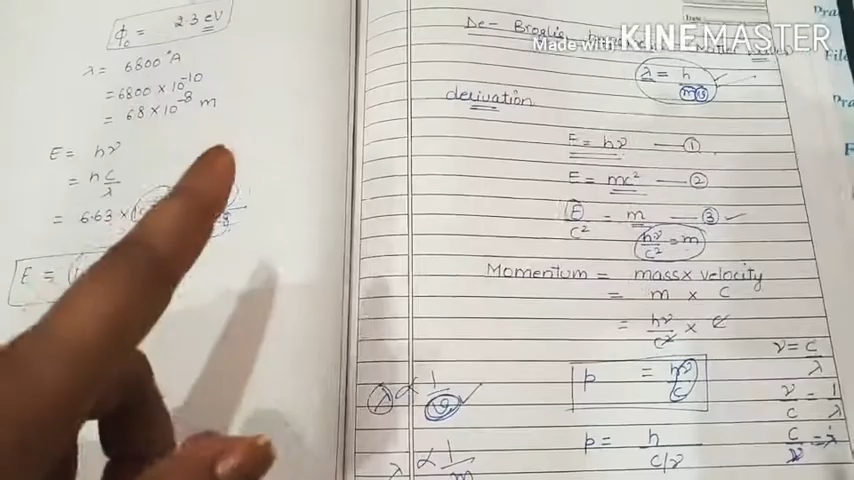 φ₀ = 2.3 eV
λ = 6800 °A
= 6800 × 10⁻¹⁰
= 68 × 10⁻⁸ m
E = hν
= h c/λ
= 6.63 ×
E =
Made with KINEMASTER
De-Broglie
λ = h/mv
derivation
E = hν — ①
E = mc² — ②
E/c² = m — ③
hν/c² = m
Momentum = mass x velocity
= m x c
= hν/c² x c
p = hν/c
p = h/c/ν
ν = c/λ
ν/c = 1/λ
c/ν = λ
λ ∝ 1/v
λ ∝ 1/m